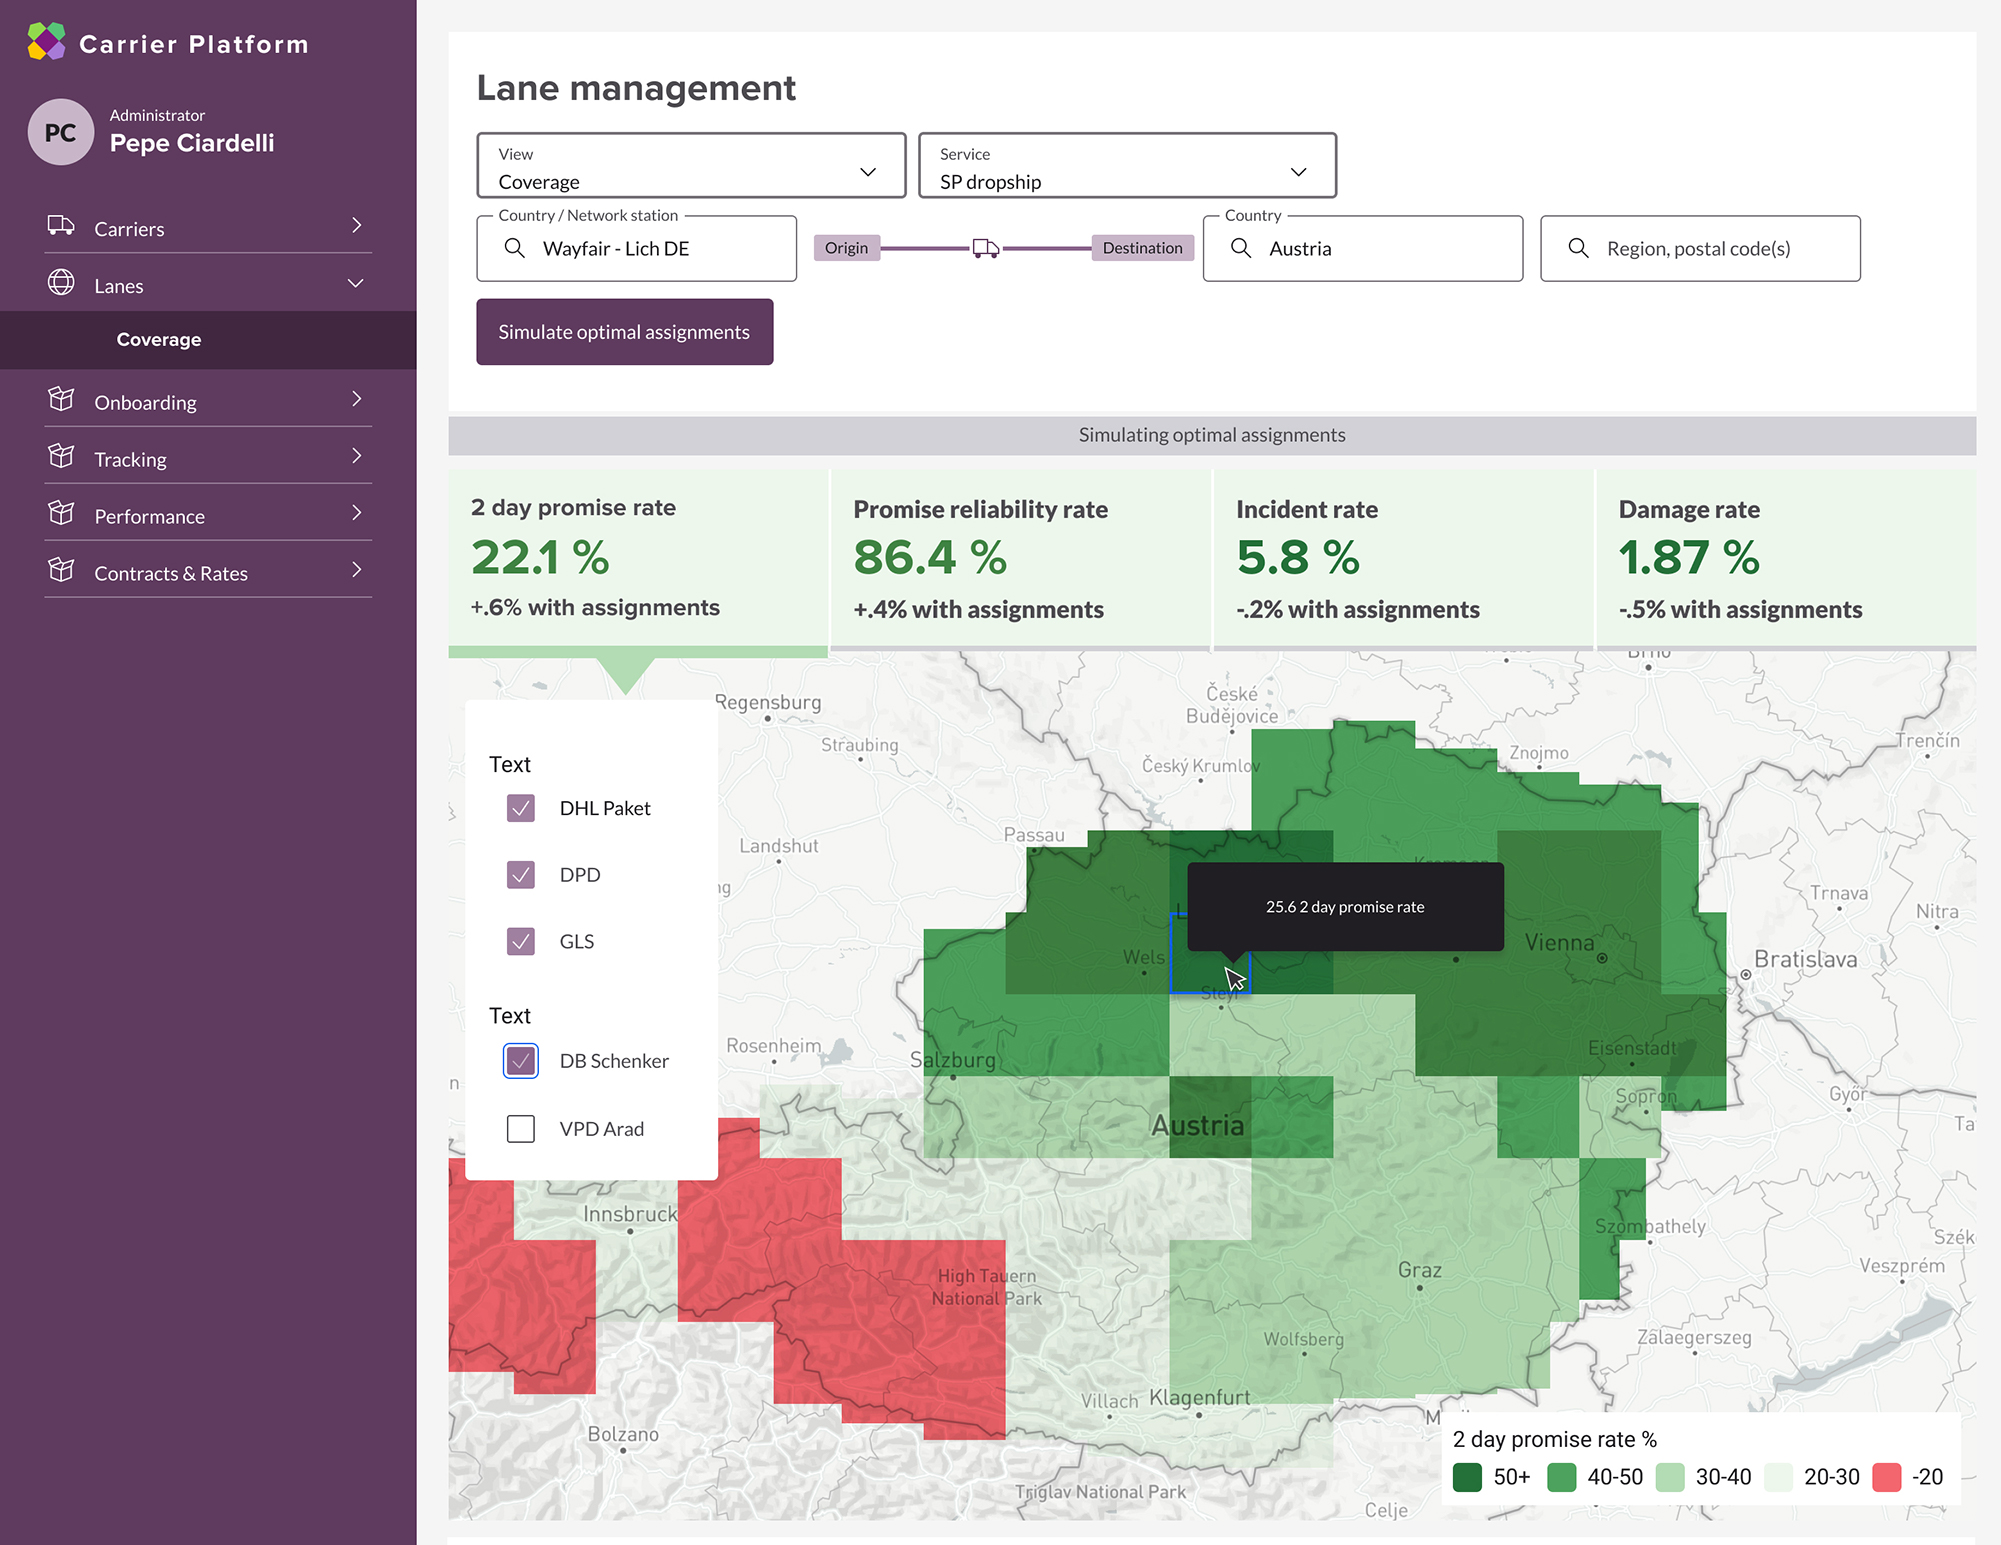 Carrier Platform
PC
Administrator
Pepe Ciardelli
Carriers
Lanes
Coverage
Onboarding
Tracking
Performance
Contracts & Rates
Lane management
View
Coverage
Service
SP dropship
Country / Network station
Wayfair - Lich DE
Origin
Destination
Country
Austria
Region, postal code(s)
Simulate optimal assignments
Simulating optimal assignments
2 day promise rate
22.1 %
+.6% with assignments
Promise reliability rate
86.4 %
+.4% with assignments
Incident rate
5.8 %
-.2% with assignments
Damage rate
1.87 %
-.5% with assignments
Text
DHL Paket
DPD
GLS
Text
DB Schenker
VPD Arad
25.6 2 day promise rate
Brno
Regensburg
České
Budějovice
Straubing
Český Krumlov
Znojmo
Trenčín
Passau
Landshut
Trnava
Nitra
Vienna
Wels
Bratislava
Steyr
Rosenheim
Salzburg
Eisenstadt
Sopron
Győr
Austria
Innsbruck
Szombathely
Veszprém
High Tauern
National Park
Graz
Wolfsberg
Zalaegerszeg
Villach
Klagenfurt
Bolzano
Triglav National Park
Celje
2 day promise rate %
50+
40-50
30-40
20-30
-20